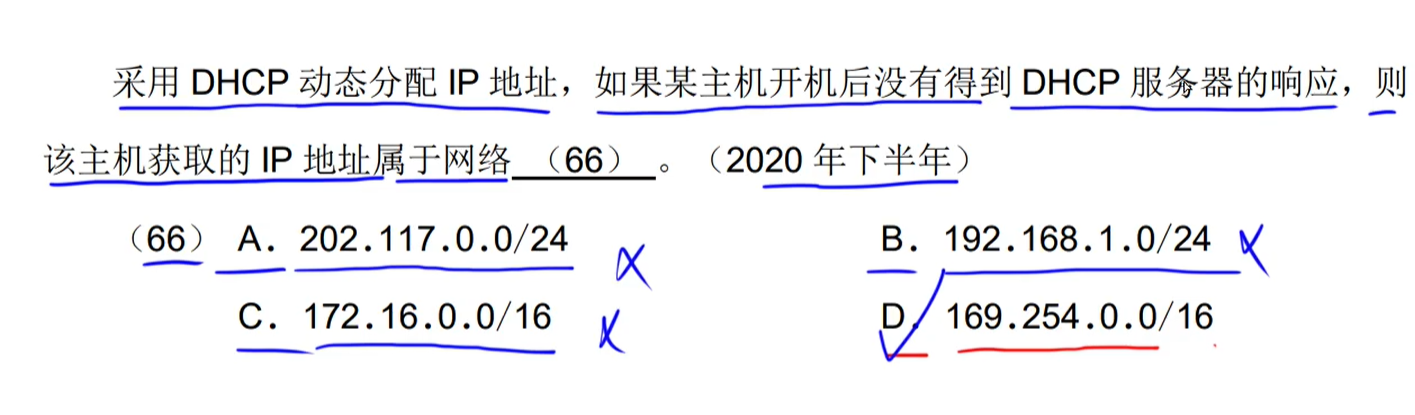 采用 DHCP 动态分配 IP 地址，如果某主机开机后没有得到 DHCP 服务器的响应，则
该主机获取的 IP 地址属于网络 （66） 。（2020 年下半年）
（66） A. 202.117.0.0/24 B. 192.168.1.0/24
C. 172.16.0.0/16 D. 169.254.0.0/16